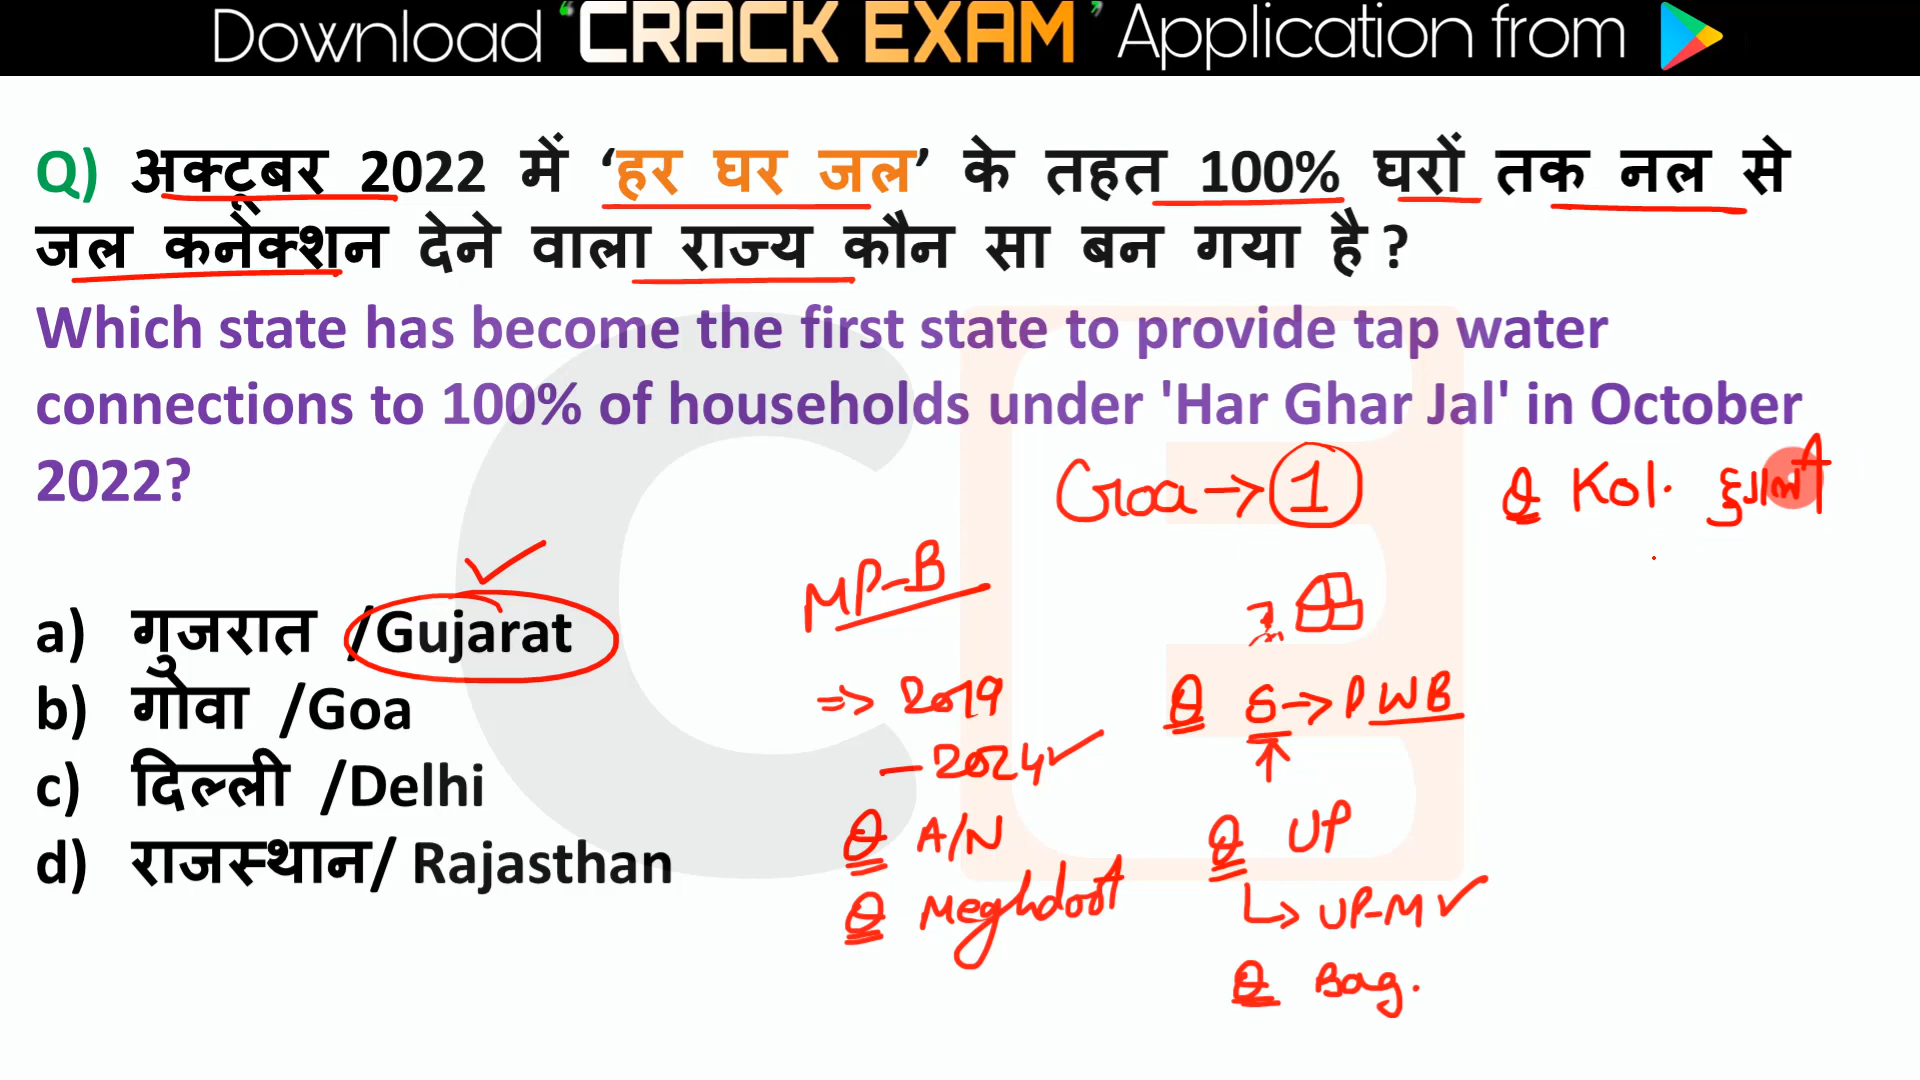 Download 'CRACK EXAM' Application from
Q) अक्टूबर 2022 में ‘हर घर जल’ के तहत 100% घरों तक नल से
जल कनेक्शन देने वाला राज्य कौन सा बन गया है ?
Which state has become the first state to provide tap water
connections to 100% of households under 'Har Ghar Jal' in October
2022?
Goa → 1
Q Kol.
MP-B
a) गुजरात /Gujarat
b) गोवा /Goa
c) दिल्ली /Delhi
d) राजस्थान/ Rajasthan
=> 2019
- 2024
Q A/N
Q Meghdoot
Q S → PWB
Q UP
UP-M
Q Bag.